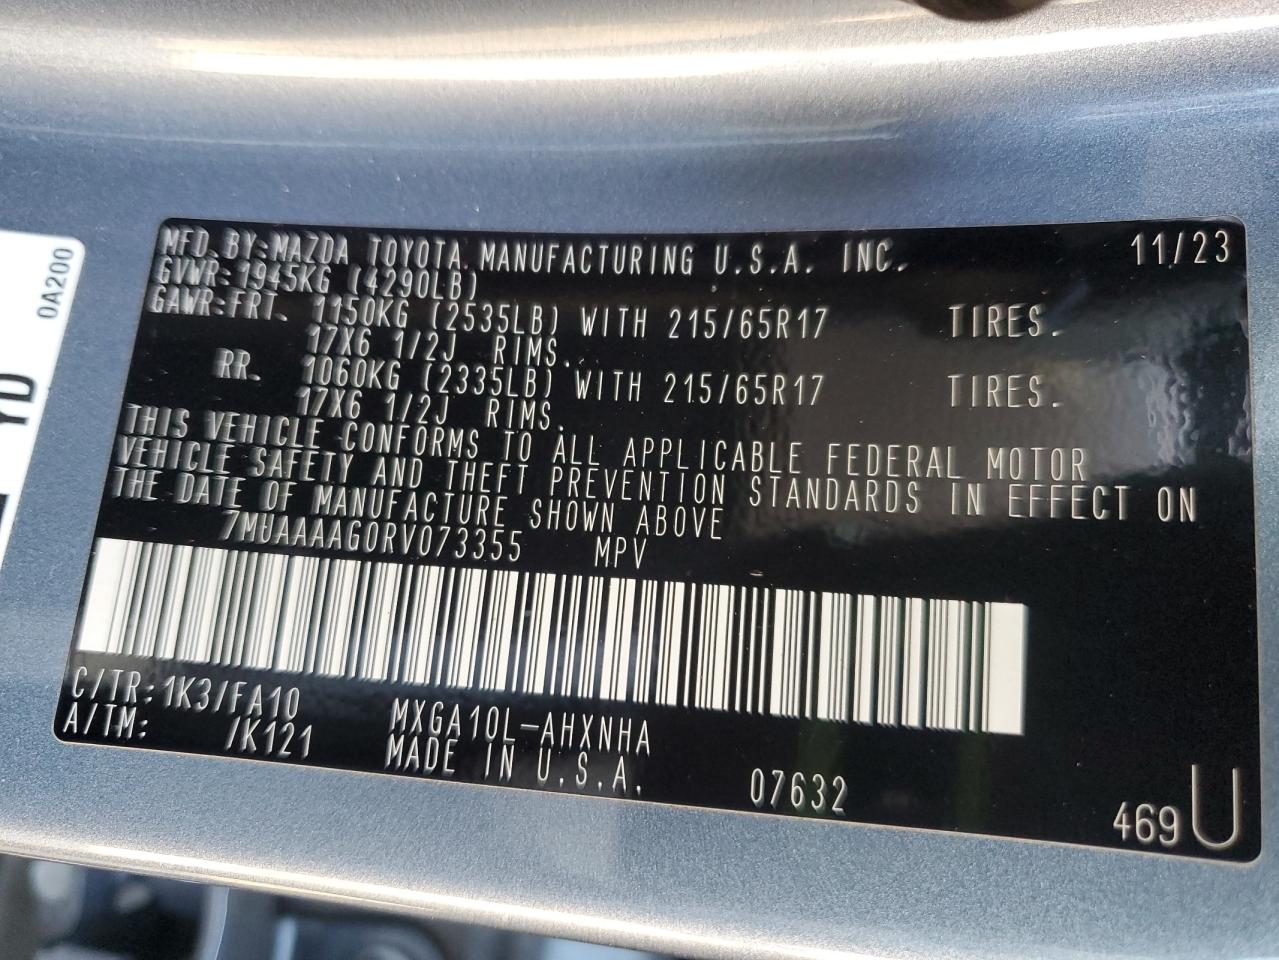 MFD. BY:MAZDA TOYOTA MANUFACTURING U.S.A. INC. 11/23
GVWR:1945KG (4290LB)
GAWR:FRT. 1150KG (2535LB) WITH 215/65R17 TIRES.
17X6 1/2J RIMS.
RR. 1060KG (2335LB) WITH 215/65R17 TIRES.
17X6 1/2J RIMS.
THIS VEHICLE CONFORMS TO ALL APPLICABLE FEDERAL MOTOR
VEHICLE SAFETY AND THEFT PREVENTION STANDARDS IN EFFECT ON
THE DATE OF MANUFACTURE SHOWN ABOVE
7MUAAAAG0RV073355 MPV
C/TR:1K3/FA10 MXGA10L-AHXNHA
A/TM: /K121 MADE IN U.S.A.
07632
469 U
0A200
YD